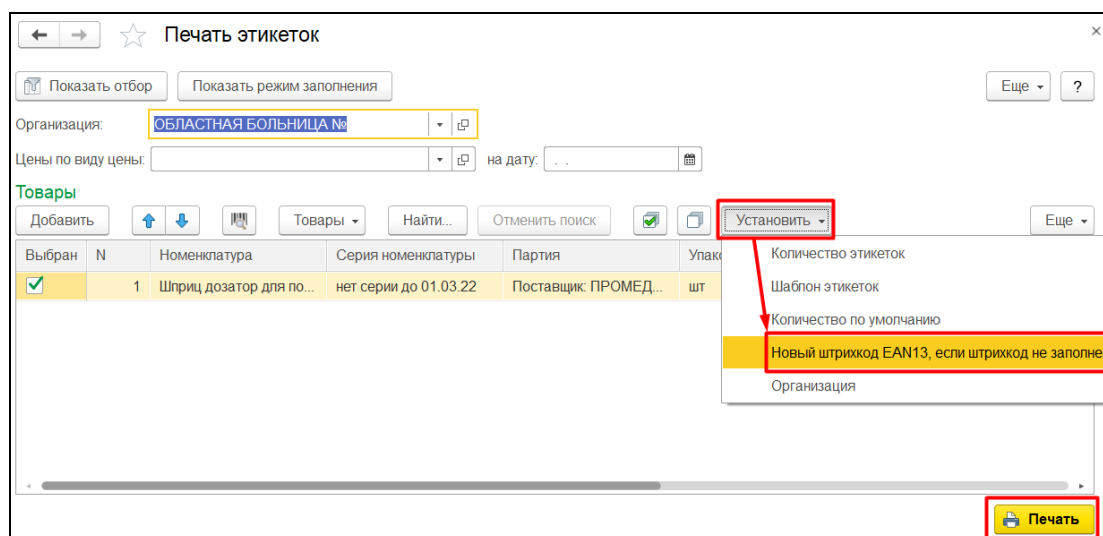 Печать этикеток
Показать отбор Показать режим заполнения Еще ?
Организация: ОБЛАСТНАЯ БОЛЬНИЦА №
Цены по виду цены: на дату: . .
Товары
Добавить Товары Найти... Отменить поиск Установить Еще
Выбран N Номенклатура Серия номенклатуры Партия Упак
1 Шприц дозатор для по... нет серии до 01.03.22 Поставщик: ПРОМЕД... шт
Количество этикеток
Шаблон этикеток
Количество по умолчанию
Новый штрихкод EAN13, если штрихкод не заполне
Организация
Печать